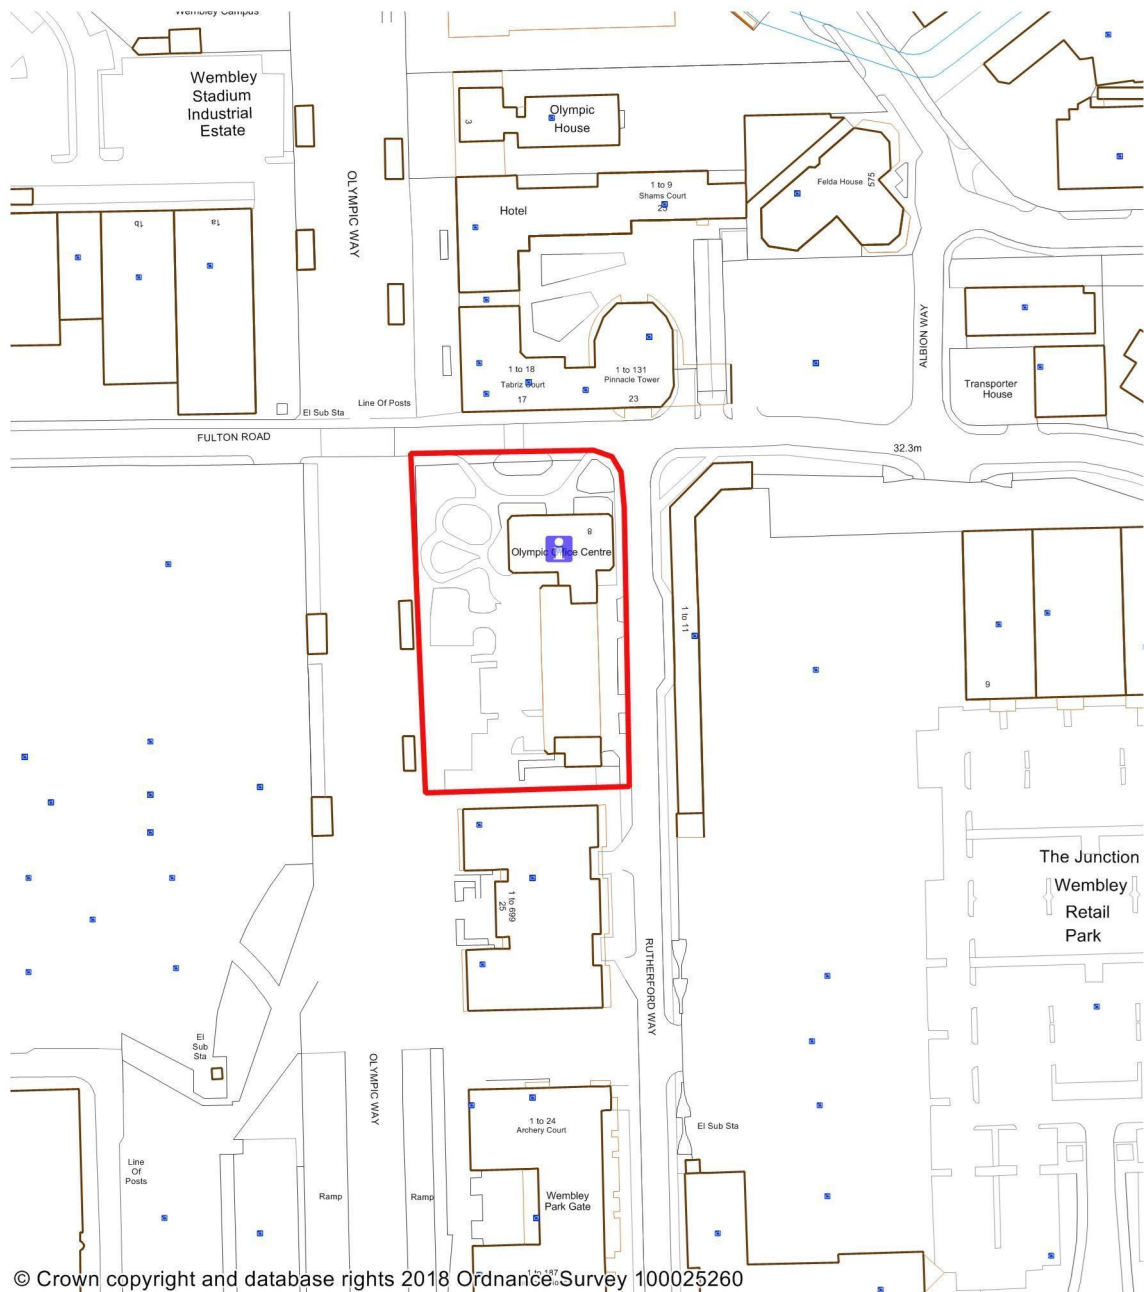 Wembley Campus
Wembley
Stadium
Industrial
Estate
OLYMPIC WAY
3
Olympic
House
1 to 9
Shams Court
25
Hotel
Felda House
575
1b
1a
1 to 18
Tabriz Court
17
1 to 131
Pinnacle Tower
23
ALBION WAY
Transporter
House
El Sub Sta
Line Of Posts
FULTON ROAD
32.3m
8
Olympic Office Centre
1 to 11
9
The Junction
Wembley
Retail
Park
1 to 699
25
RUTHERFORD WAY
El
Sub
Sta
OLYMPIC WAY
1 to 24
Archery Court
El Sub Sta
Line
Of
Posts
Ramp
Ramp
Wembley
Park Gate
1 to 187
© Crown copyright and database rights 2018 Ordnance Survey 100025260